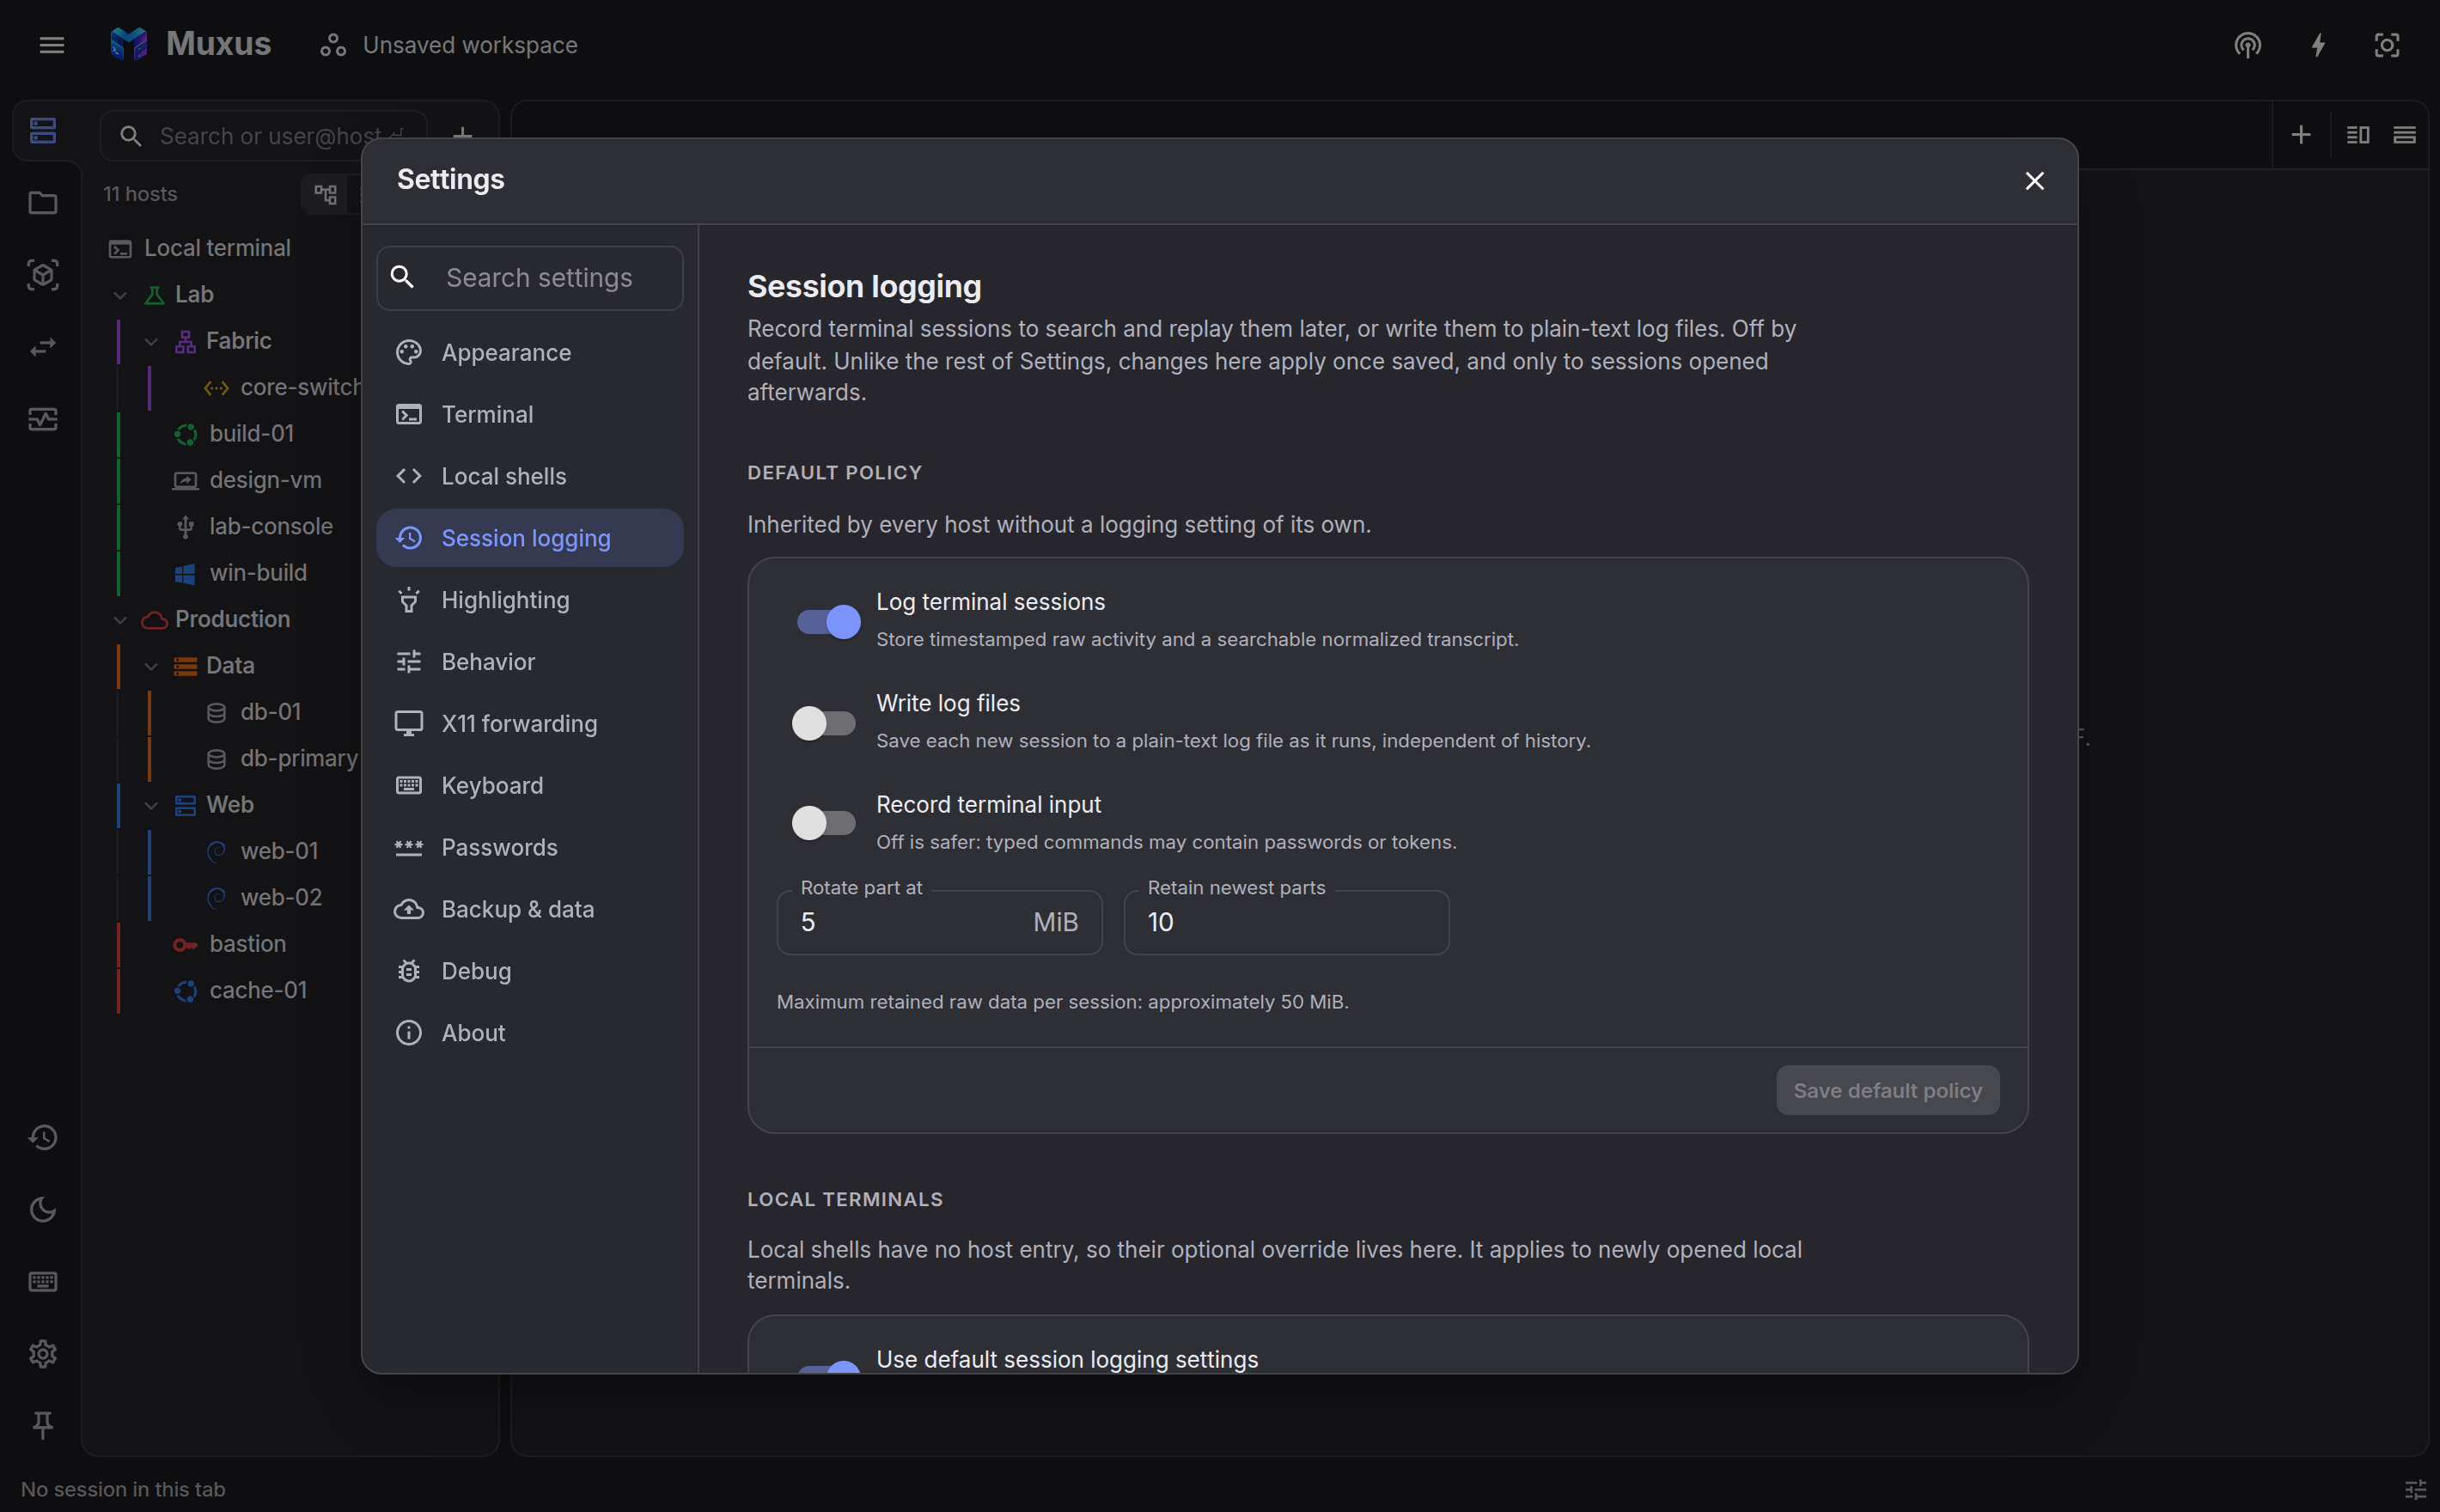 Muxus
Unsaved workspace
Search or user@host
11 hosts
Local terminal
Lab
Fabric
core-switch
build-01
design-vm
lab-console
win-build
Production
Data
db-01
db-primary
Web
web-01
web-02
bastion
cache-01
No session in this tab
Settings
Search settings
Appearance
Terminal
Local shells
Session logging
Highlighting
Behavior
X11 forwarding
Keyboard
Passwords
Backup & data
Debug
About
Session logging
Record terminal sessions to search and replay them later, or write them to plain-text log files. Off by
default. Unlike the rest of Settings, changes here apply once saved, and only to sessions opened
afterwards.
DEFAULT POLICY
Inherited by every host without a logging setting of its own.
Log terminal sessions
Store timestamped raw activity and a searchable normalized transcript.
Write log files
Save each new session to a plain-text log file as it runs, independent of history.
Record terminal input
Off is safer: typed commands may contain passwords or tokens.
Rotate part at
5 MiB
Retain newest parts
10
Maximum retained raw data per session: approximately 50 MiB.
Save default policy
LOCAL TERMINALS
Local shells have no host entry, so their optional override lives here. It applies to newly opened local
terminals.
Use default session logging settings